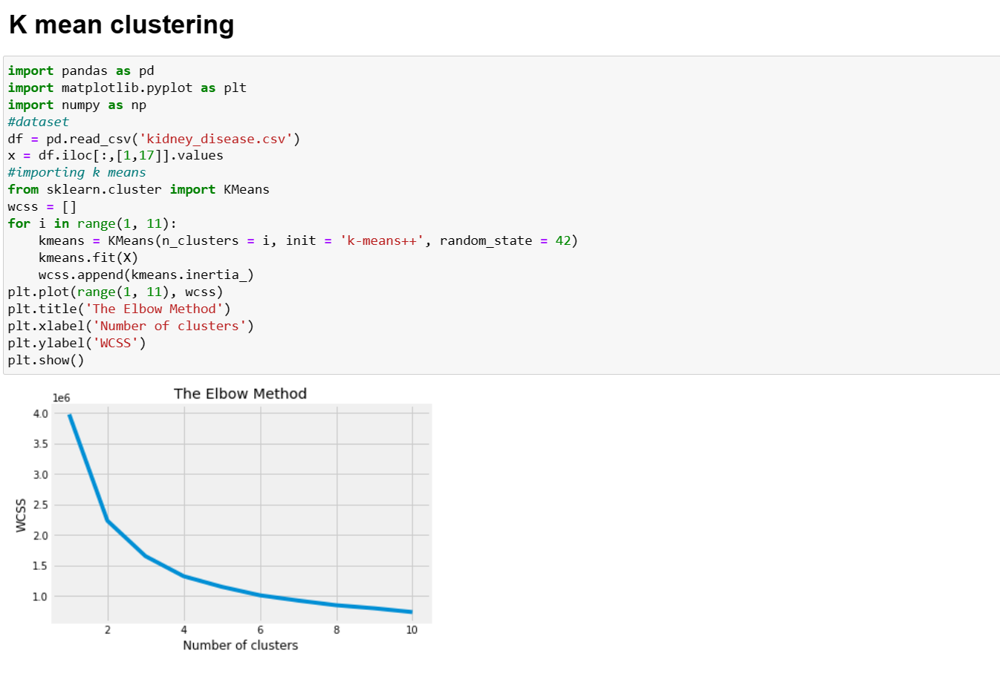 K mean clustering
import pandas as pd
import matplotlib.pyplot as plt
import numpy as np
#dataset
df = pd.read_csv('kidney_disease.csv')
x = df.iloc[:,[1,17]].values
#importing k means
from sklearn.cluster import KMeans
wcss = []
for i in range(1, 11):
    kmeans = KMeans(n_clusters = i, init = 'k-means++', random_state = 42)
    kmeans.fit(X)
    wcss.append(kmeans.inertia_)
plt.plot(range(1, 11), wcss)
plt.title('The Elbow Method')
plt.xlabel('Number of clusters')
plt.ylabel('WCSS')
plt.show()
The Elbow Method
1e6
4.0
3.5
3.0
2.5
2.0
1.5
1.0
WCSS
2 4 6 8 10
Number of clusters